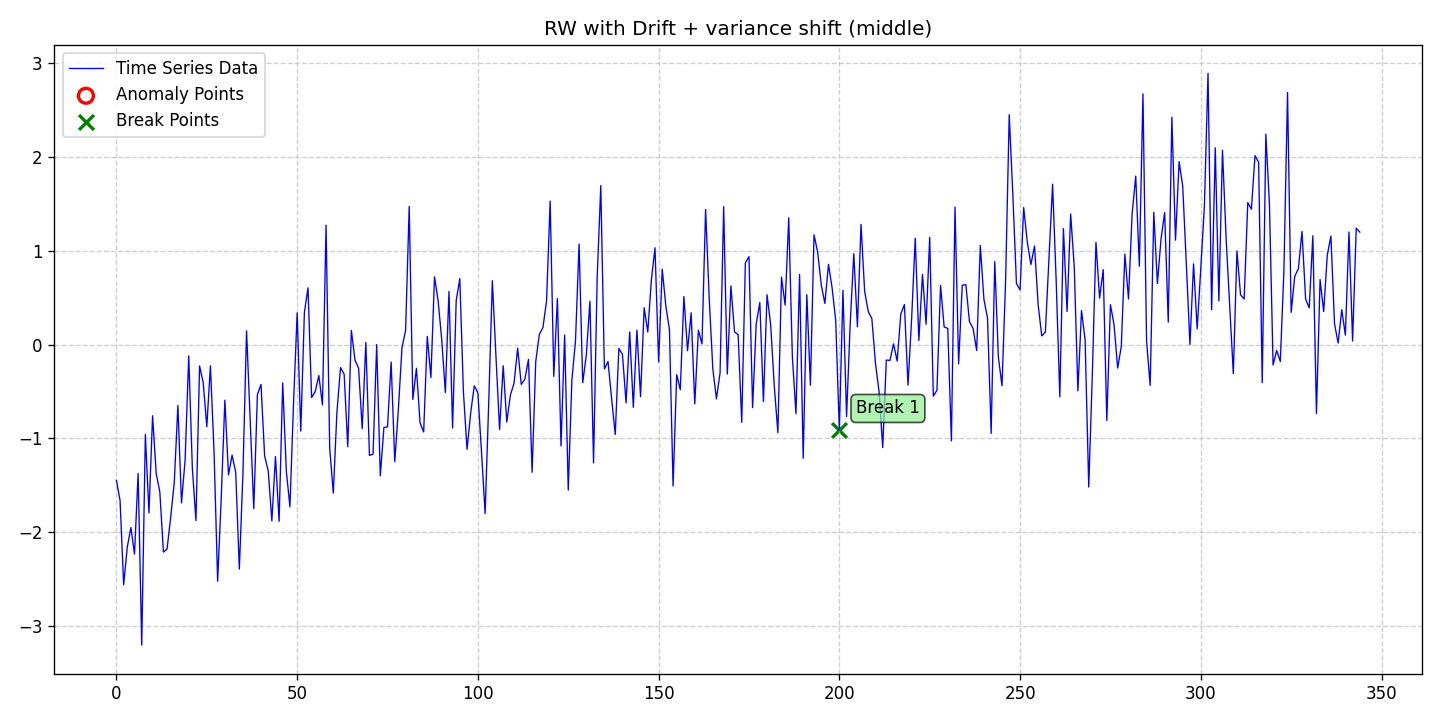 RW with Drift + variance shift (middle)
Time Series Data
Anomaly Points
Break Points
Break 1
3
2
1
0
−1
−2
−3
0 50 100 150 200 250 300 350